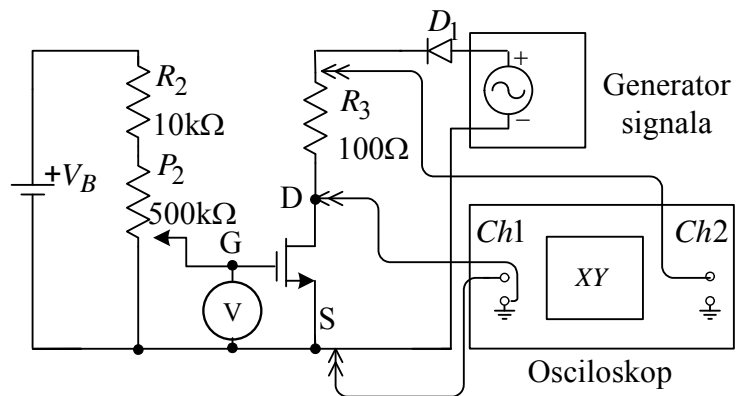 D1
R2
10kΩ
+VB
P2
500kΩ
R3
100Ω
+
−
Generator
signala
D
G
V
S
Ch1
XY
Ch2
Osciloskop